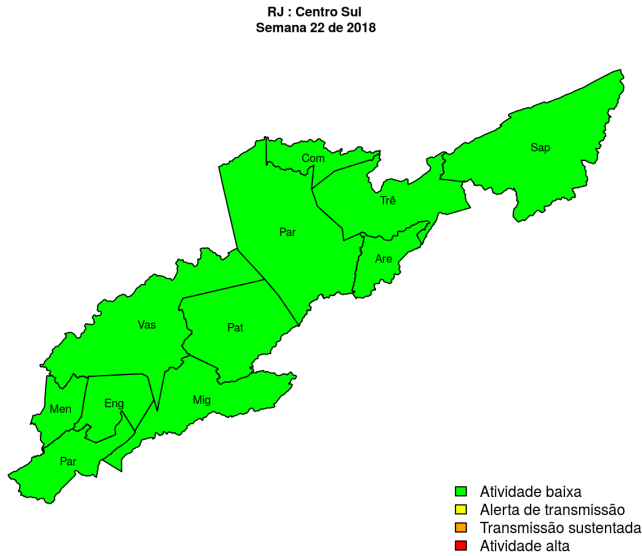 RJ : Centro Sul
Semana 22 de 2018
Sap
Com
Trê
Par
Are
Vas
Pat
Men
Eng
Mig
Par
Atividade baixa
Alerta de transmissão
Transmissão sustentada
Atividade alta